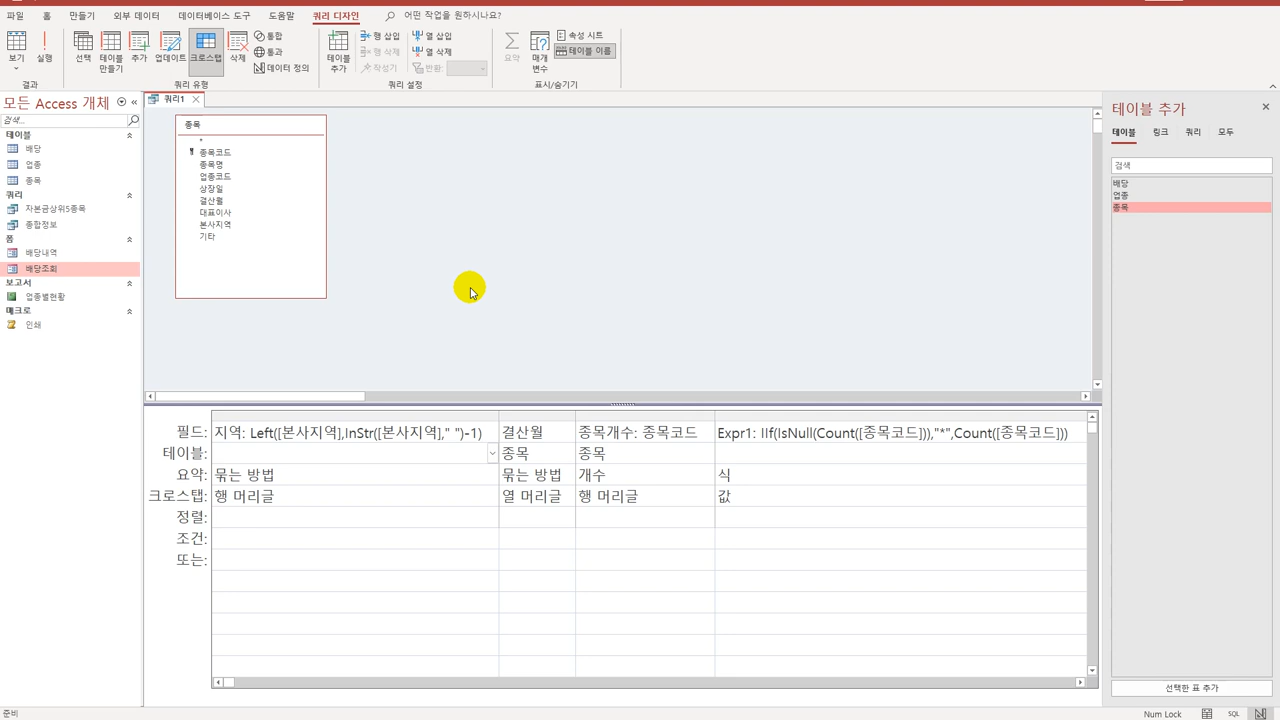 파일 홈 만들기 외부 데이터 데이터베이스 도구 도움말 쿼리 디자인 어떤 작업을 원하시나요?
보기
실행
선택
테이블 만들기
추가
업데이트
크로스탭
삭제
통합
통과
데이터 정의
테이블 추가
행 삽입
행 삭제
작성기
열 삽입
열 삭제
반환:
요약
매개 변수
속성 시트
테이블 이름
결과
쿼리 유형
쿼리 설정
표시/숨기기
모든 Access 개체
검색...
테이블
배당
업종
종목
쿼리
자본금상위5종목
종합정보
폼
배당내역
배당조회
보고서
업종별현황
매크로
인쇄
쿼리1
종목
*
종목코드
종목명
업종코드
상장일
결산월
대표이사
본사지역
기타
필드: 지역: Left([본사지역],InStr([본사지역]," ")-1) 결산월 종목개수: 종목코드 Expr1: IIf(IsNull(Count([종목코드])),"*",Count([종목코드]))
테이블: 종목 종목
요약: 묶는 방법 묶는 방법 개수 식
크로스탭: 행 머리글 열 머리글 행 머리글 값
정렬:
조건:
또는:
테이블 추가
테이블 링크 쿼리 모두
검색
배당
업종
종목
선택한 표 추가
준비
Num Lock
SQL